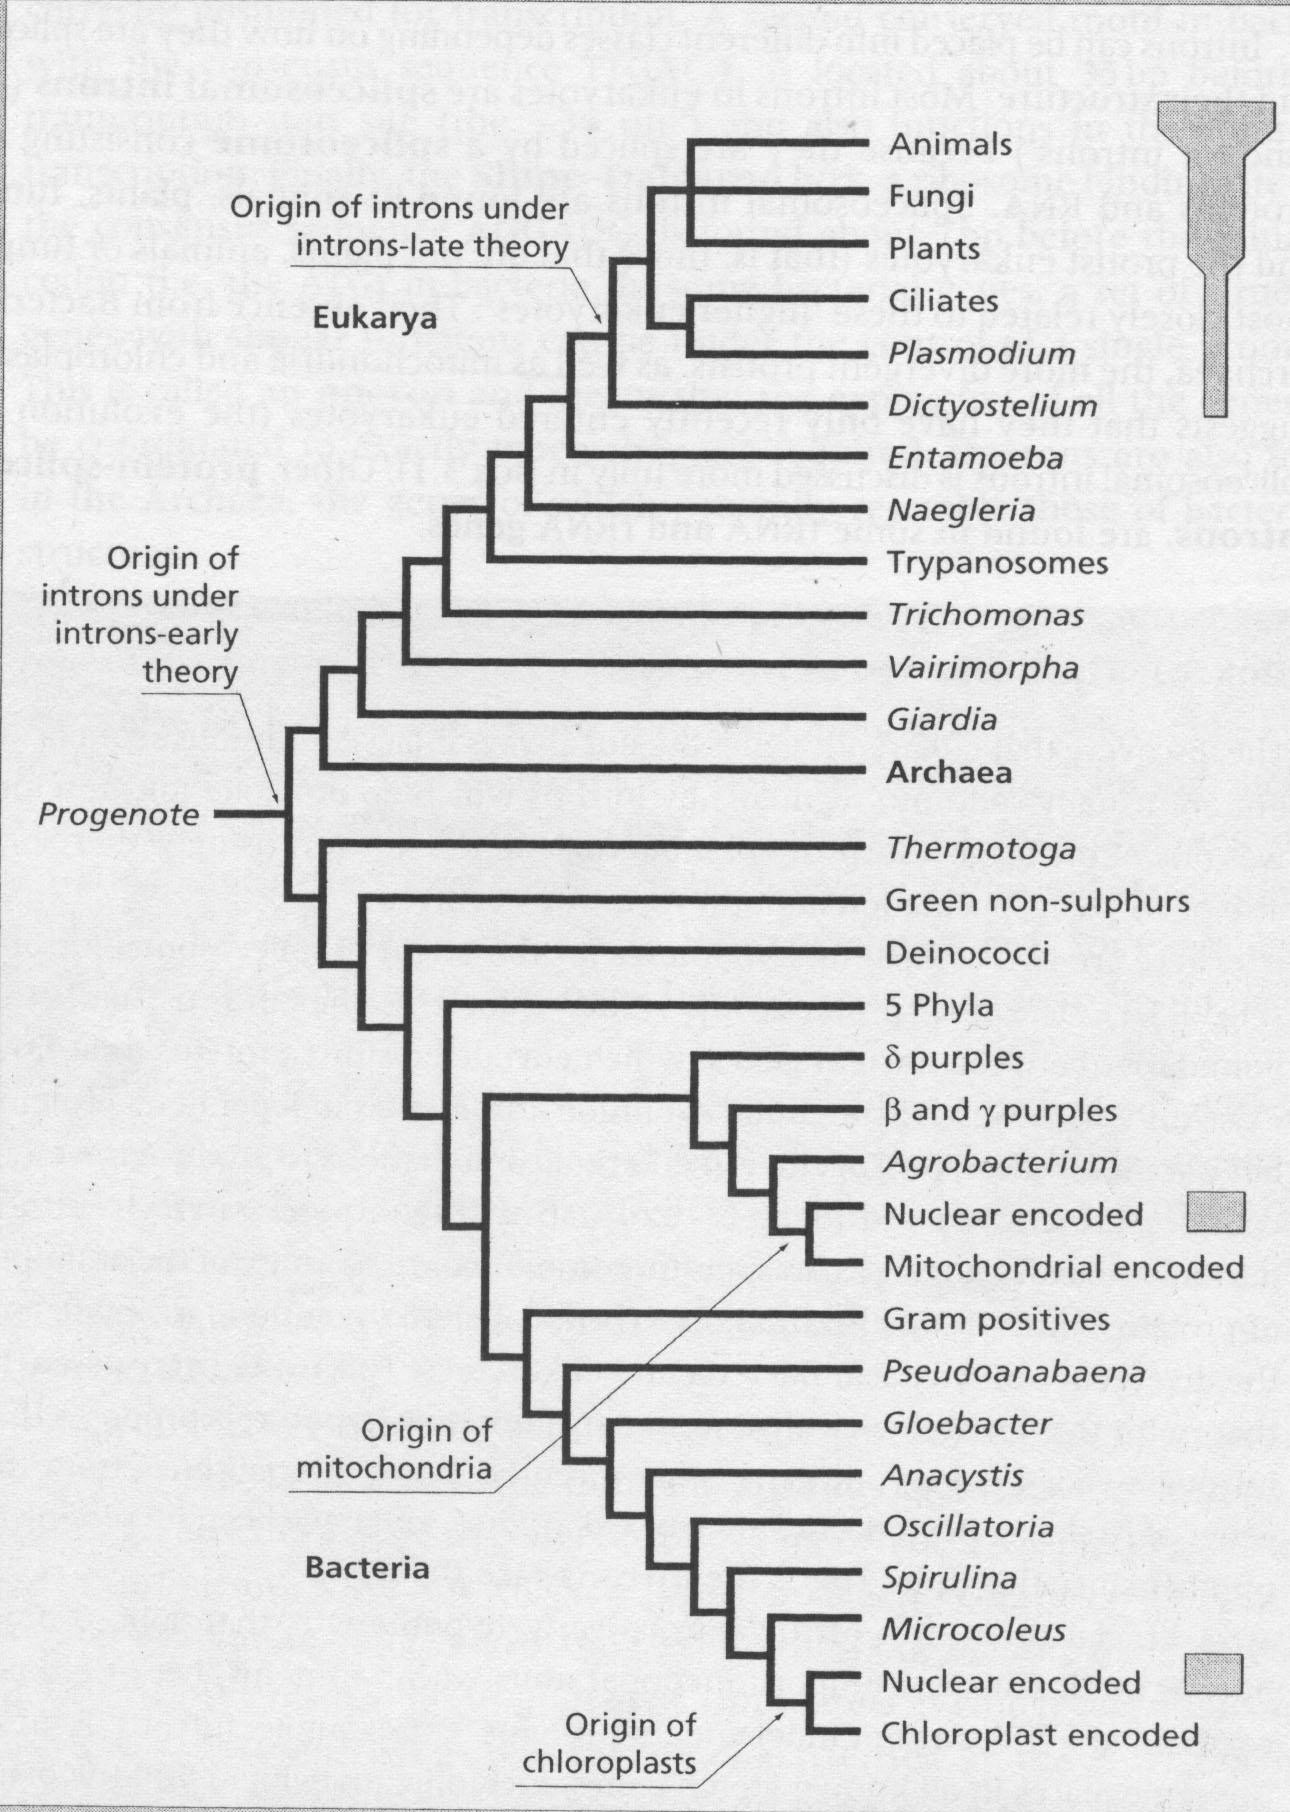 Animals
Origin of introns under
introns-late theory
Fungi
Plants
Ciliates
Eukarya
Plasmodium
Dictyostelium
Entamoeba
Naegleria
Origin of
introns under
introns-early
theory
Trypanosomes
Trichomonas
Vairimorpha
Giardia
Archaea
Progenote
Thermotoga
Green non-sulphurs
Deinococci
5 Phyla
δ purples
β and γ purples
Agrobacterium
Nuclear encoded
Mitochondrial encoded
Gram positives
Pseudoanabaena
Origin of
mitochondria
Gloebacter
Anacystis
Oscillatoria
Bacteria
Spirulina
Microcoleus
Nuclear encoded
Origin of
chloroplasts
Chloroplast encoded